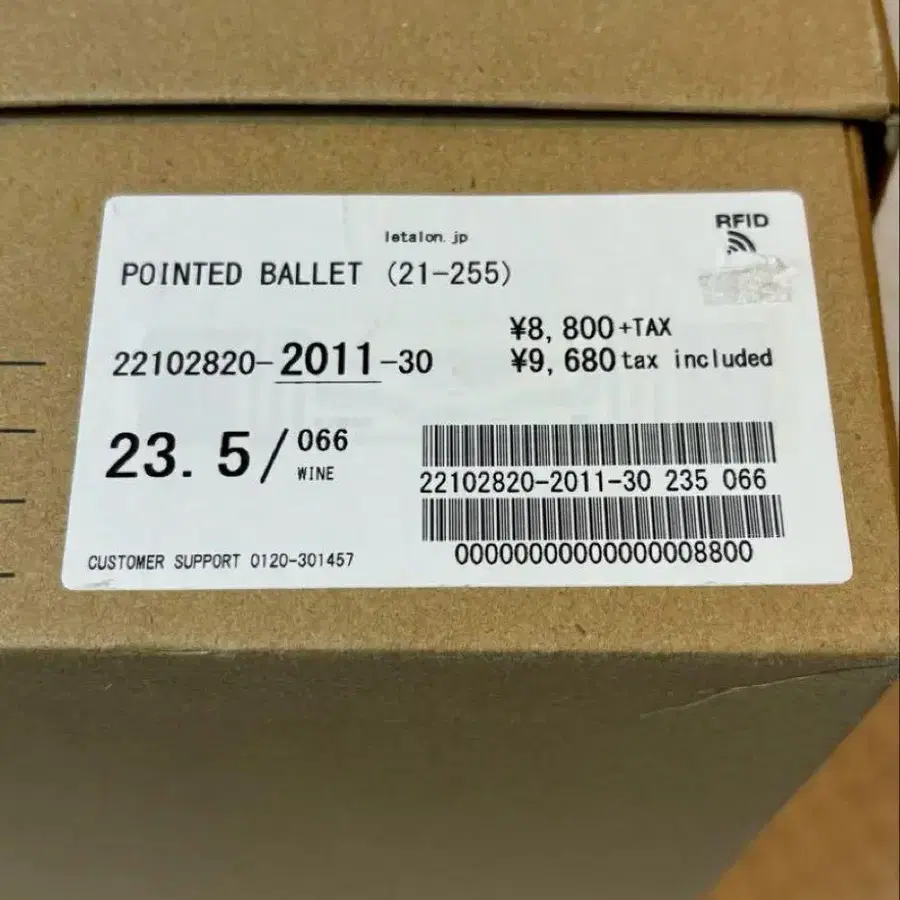 letalon.jp
RFID
POINTED BALLET (21-255)
¥8,800+TAX
22102820-2011-30
¥9,680 tax included
23.5/066
WINE
22102820-2011-30 235 066
CUSTOMER SUPPORT 0120-301457
00000000000000008800